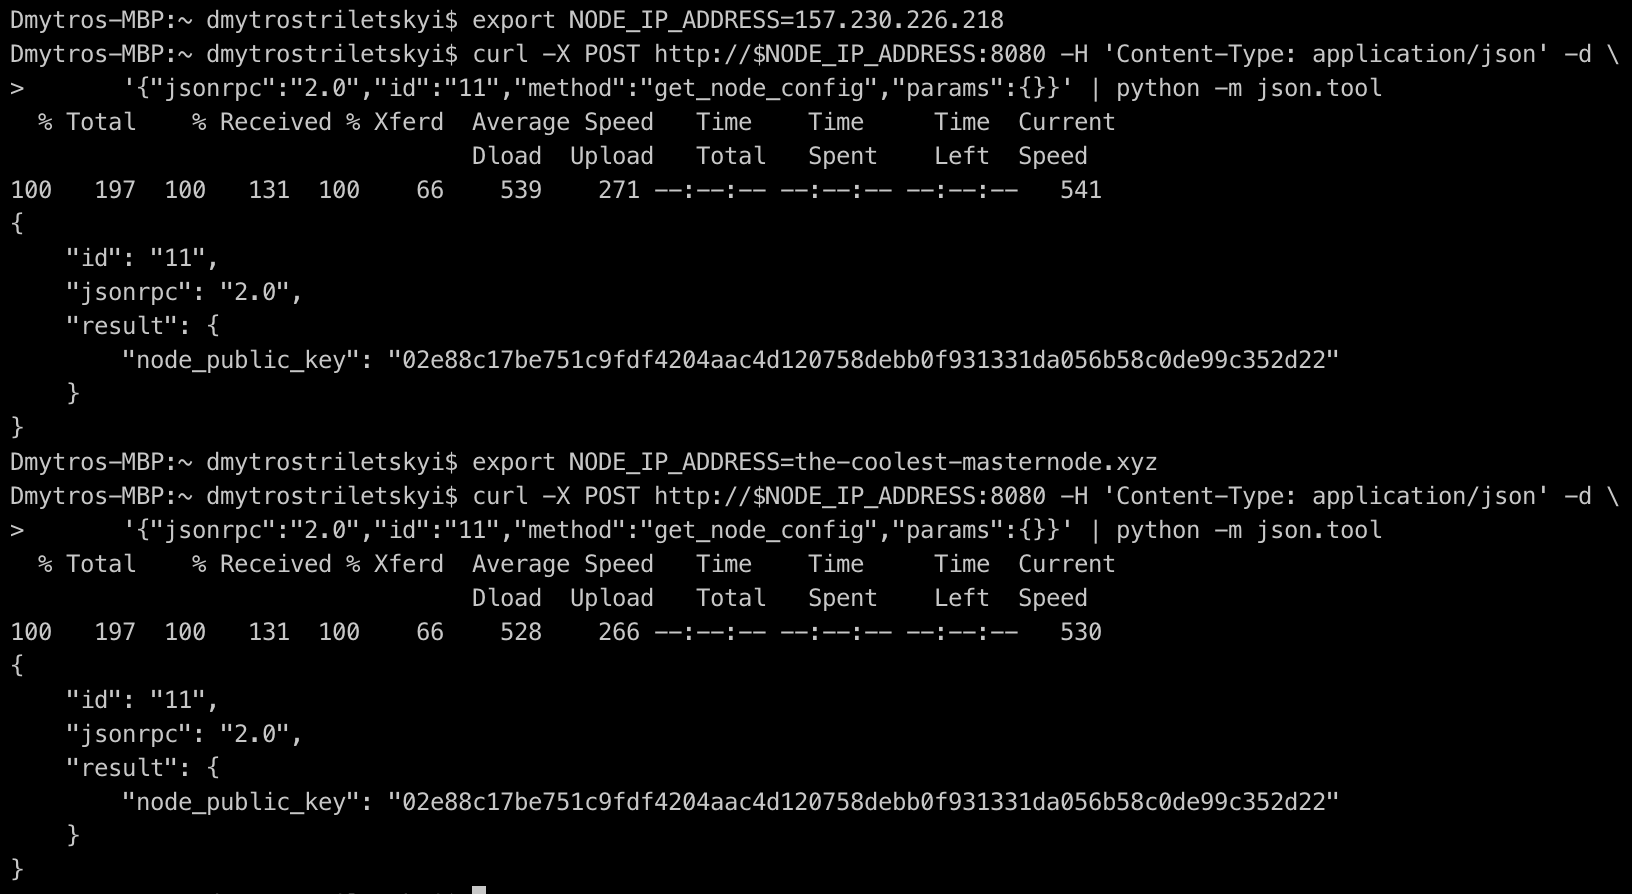 Dmytros-MBP:~ dmytrostriletskyi$ export NODE_IP_ADDRESS=157.230.226.218
Dmytros-MBP:~ dmytrostriletskyi$ curl -X POST http://$NODE_IP_ADDRESS:8080 -H 'Content-Type: application/json' -d \
>       '{"jsonrpc":"2.0","id":"11","method":"get_node_config","params":{}}' | python -m json.tool
  % Total    % Received % Xferd  Average Speed   Time    Time     Time  Current
                                 Dload  Upload   Total   Spent    Left  Speed
100   197  100   131  100    66    539    271 --:--:-- --:--:-- --:--:--   541
{
    "id": "11",
    "jsonrpc": "2.0",
    "result": {
        "node_public_key": "02e88c17be751c9fdf4204aac4d120758debb0f931331da056b58c0de99c352d22"
    }
}
Dmytros-MBP:~ dmytrostriletskyi$ export NODE_IP_ADDRESS=the-coolest-masternode.xyz
Dmytros-MBP:~ dmytrostriletskyi$ curl -X POST http://$NODE_IP_ADDRESS:8080 -H 'Content-Type: application/json' -d \
>       '{"jsonrpc":"2.0","id":"11","method":"get_node_config","params":{}}' | python -m json.tool
  % Total    % Received % Xferd  Average Speed   Time    Time     Time  Current
                                 Dload  Upload   Total   Spent    Left  Speed
100   197  100   131  100    66    528    266 --:--:-- --:--:-- --:--:--   530
{
    "id": "11",
    "jsonrpc": "2.0",
    "result": {
        "node_public_key": "02e88c17be751c9fdf4204aac4d120758debb0f931331da056b58c0de99c352d22"
    }
}